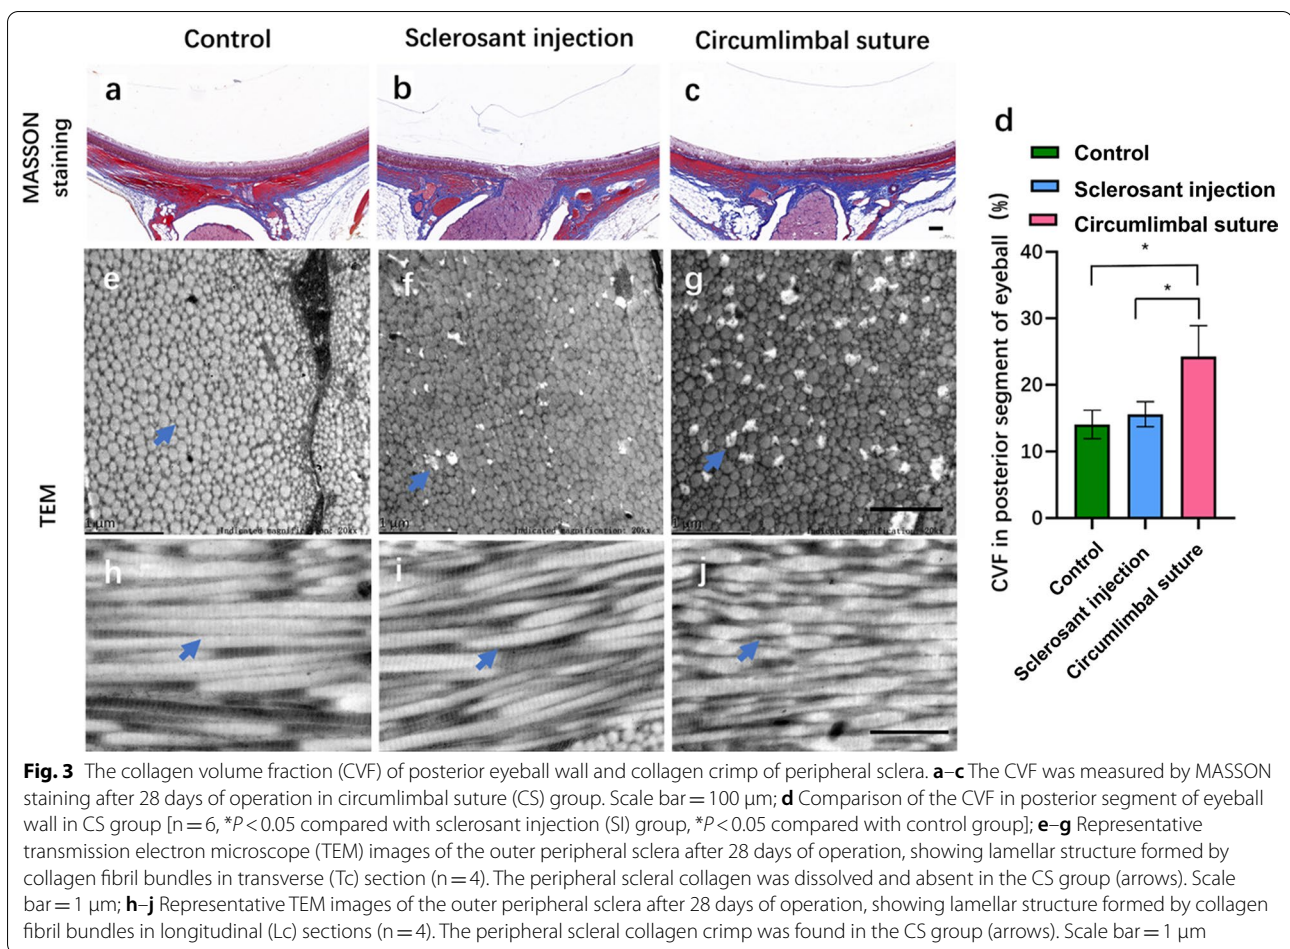 Control
Sclerosant injection
Circumlimbal suture
MASSON
staining
a
b
c
d
Control
Sclerosant injection
Circumlimbal suture
CVF in posterior segment of eyeball (%)
40
30
20
10
0
*
*
Control
Sclerosant injection
Circumlimbal suture
TEM
e
f
g
1 μm
Indicated magnification: 20kx
1 μm
Indicated magnification: 20kx
1 μm
Indicated magnification: 20kx
h
i
j
Fig. 3 The collagen volume fraction (CVF) of posterior eyeball wall and collagen crimp of peripheral sclera. a–c The CVF was measured by MASSON
staining after 28 days of operation in circumlimbal suture (CS) group. Scale bar = 100 μm; d Comparison of the CVF in posterior segment of eyeball
wall in CS group [n = 6, *P < 0.05 compared with sclerosant injection (SI) group, *P < 0.05 compared with control group]; e–g Representative
transmission electron microscope (TEM) images of the outer peripheral sclera after 28 days of operation, showing lamellar structure formed by
collagen fibril bundles in transverse (Tc) section (n = 4). The peripheral scleral collagen was dissolved and absent in the CS group (arrows). Scale
bar = 1 μm; h–j Representative TEM images of the outer peripheral sclera after 28 days of operation, showing lamellar structure formed by collagen
fibril bundles in longitudinal (Lc) sections (n = 4). The peripheral scleral collagen crimp was found in the CS group (arrows). Scale bar = 1 μm